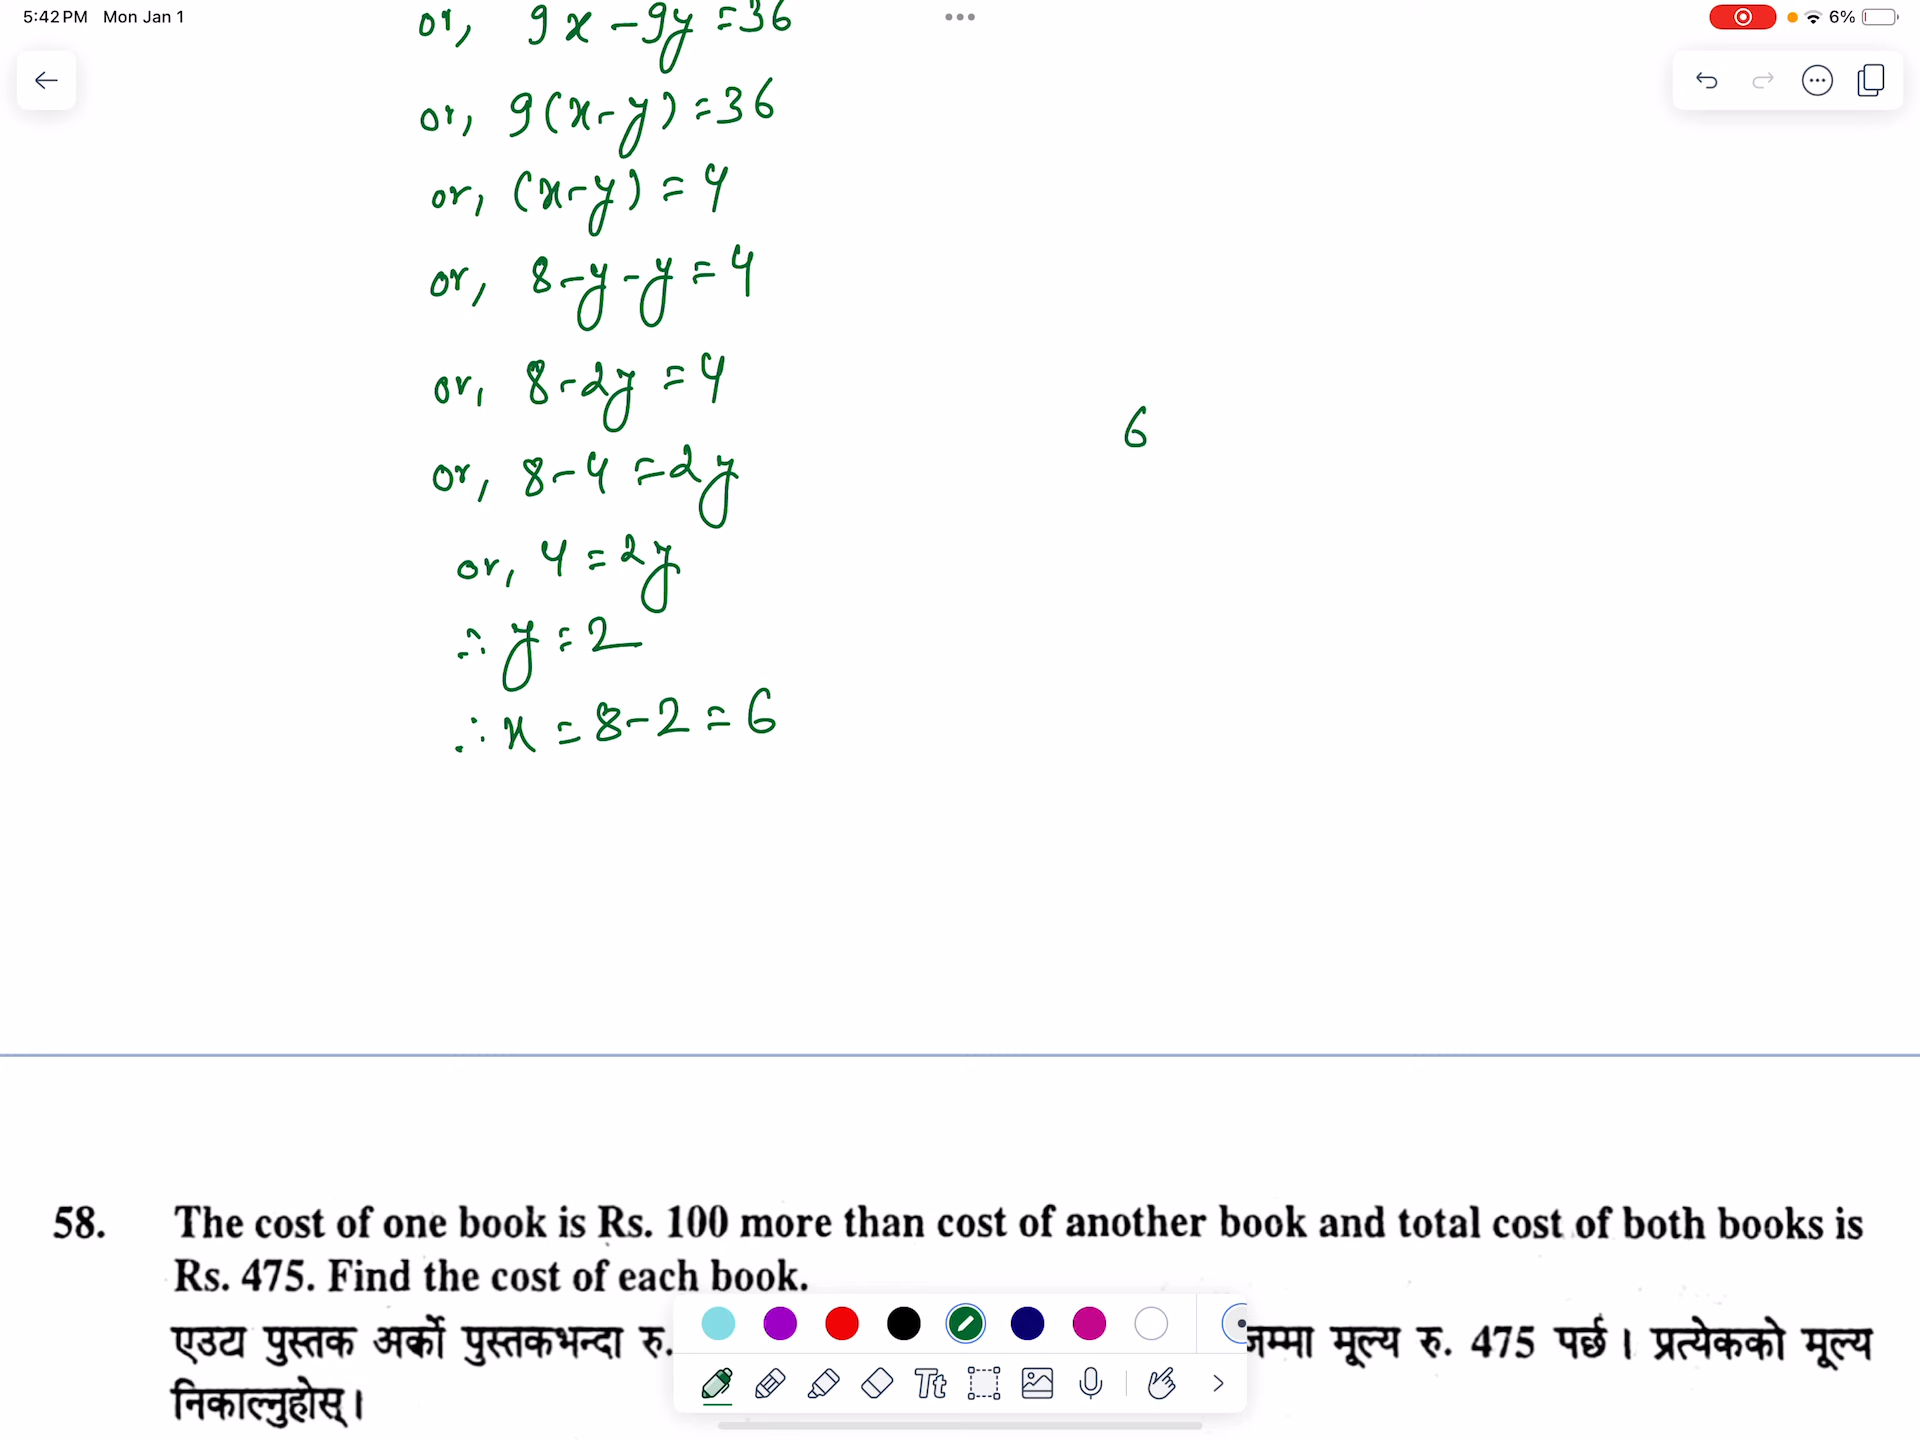 5:42 PM Mon Jan 1
6%
or, 9x - 9y = 36
or, 9(x-y) = 36
or, (x-y) = 4
or, 8-y-y = 4
or, 8-2y = 4
or, 8-4 = 2y
6
or, 4 = 2y
∴ y = 2
∴ x = 8-2 = 6
58. The cost of one book is Rs. 100 more than cost of another book and total cost of both books is
Rs. 475. Find the cost of each book.
एउटा पुस्तक अर्को पुस्तकभन्दा रु. जम्मा मूल्य रु. 475 पर्छ । प्रत्येकको मूल्य
निकाल्नुहोस् ।
Tt